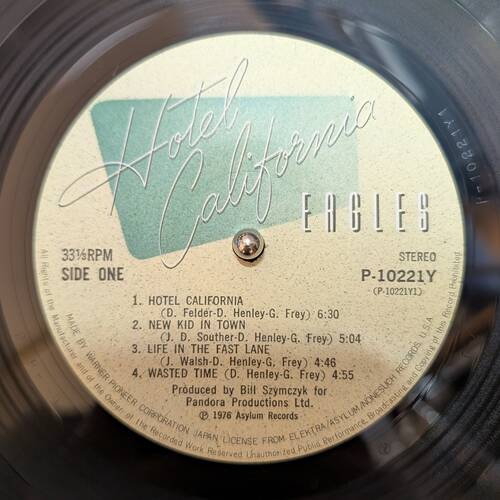 Hotel California
EAGLES
33⅓RPM
SIDE ONE
STEREO
P-10221Y
(P-10221Y1)
1. HOTEL CALIFORNIA
(D. Felder-D. Henley-G. Frey) 6:30
2. NEW KID IN TOWN
(J. D. Souther-D. Henley-G. Frey) 5:04
3. LIFE IN THE FAST LANE
(J. Walsh-D. Henley-G. Frey) 4:46
4. WASTED TIME (D. Henley-G. Frey) 4:55
Produced by Bill Szymczyk for
Pandora Productions Ltd.
℗ 1976 Asylum Records
MADE BY WARNER-PIONEER CORPORATION JAPAN, LICENSE FROM ELEKTRA/ASYLUM/NONESUCH RECORDS, U.S.A.
All Rights of the Manufacturer and of the Owner of the Recorded Work Reserved Unauthorized Public Performance, Broadcasting and Copying of this Record Prohibited
P-10221Y1